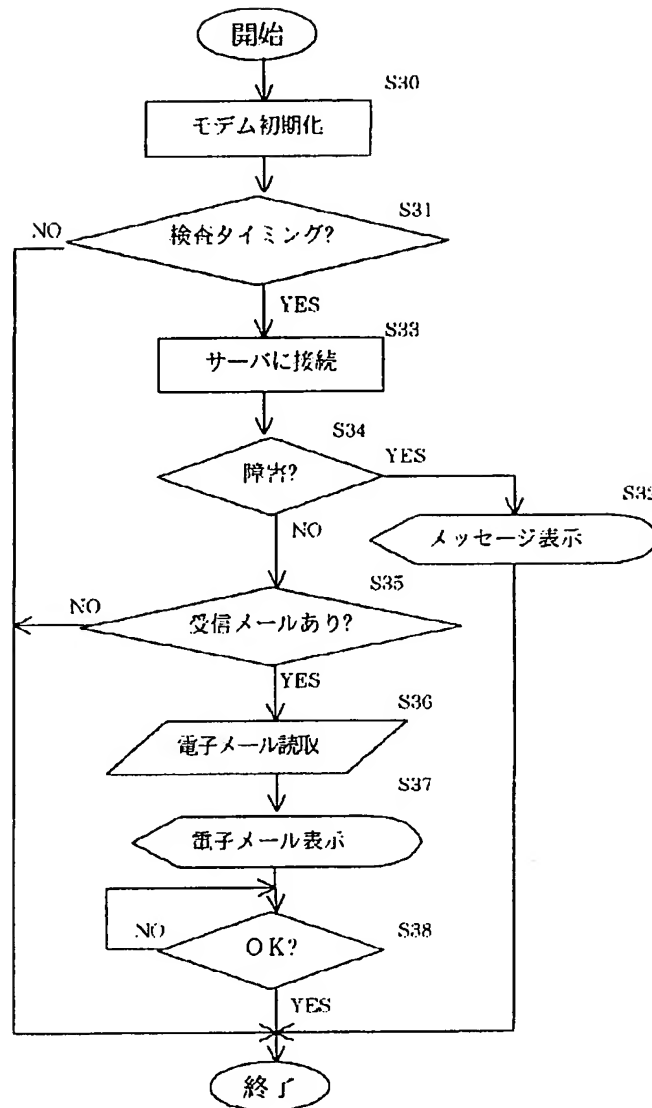 開始
S30
モデム初期化
S31
検査タイミング?
NO
YES
S33
サーバに接続
S34
障害?
YES
NO
S32
メッセージ表示
S35
受信メールあり?
NO
YES
S36
電子メール読取
S37
電子メール表示
S38
OK?
NO
YES
終了